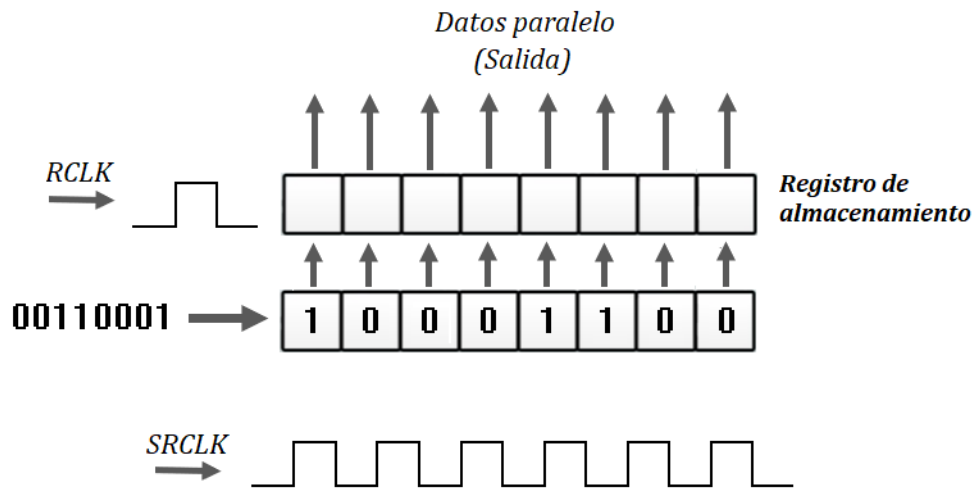 Datos paralelo
(Salida)
RCLK
Registro de
almacenamiento
00110001
1 0 0 0 1 1 0 0
SRCLK